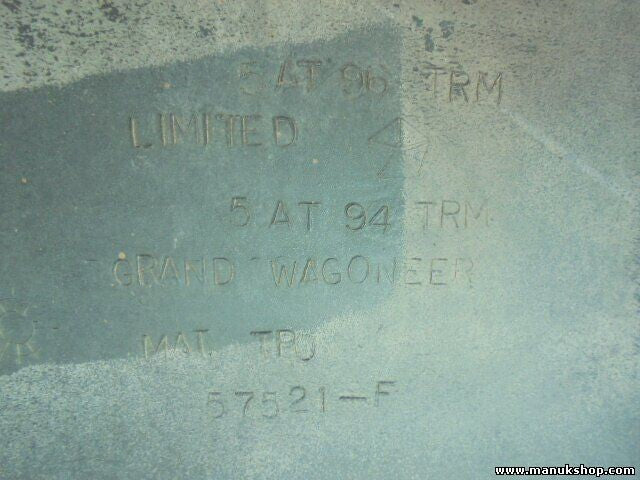 5 AT 96 TRM
LIMITED
5 AT 94 TRM
GRAND WAGONEER
MAT. TPO
57521-F
www.manukshop.com